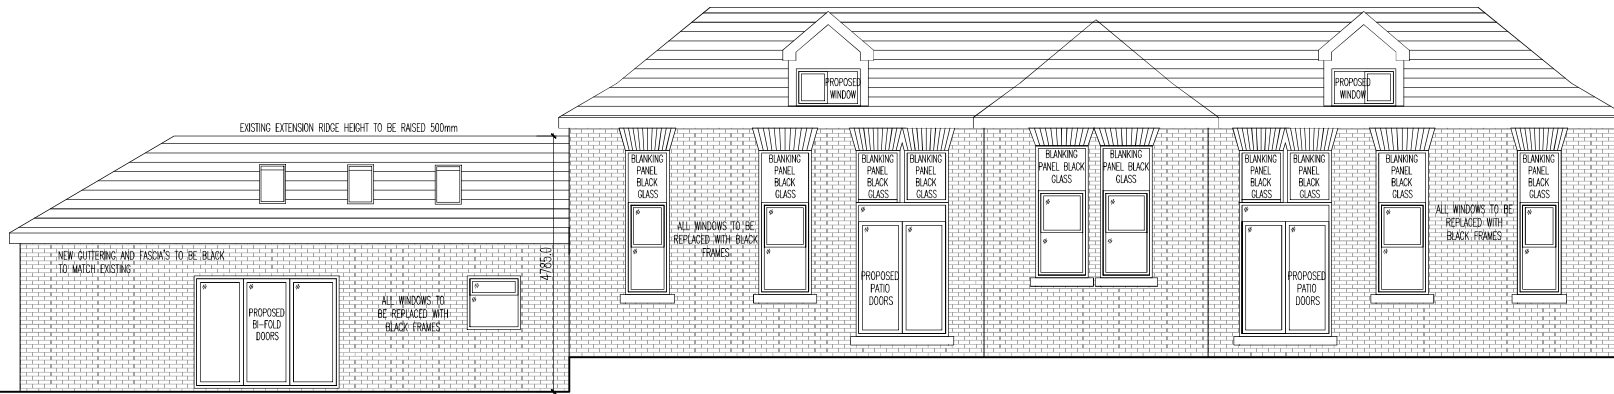 PROPOSED
WINDOW
PROPOSED
WINDOW
EXISTING EXTENSION RIDGE HEIGHT TO BE RAISED 500mm
BLANKING
PANEL
BLACK
GLASS
BLANKING
PANEL
BLACK
GLASS
BLANKING
PANEL
BLACK
GLASS
BLANKING
PANEL
BLACK
GLASS
BLANKING
PANEL BLACK
GLASS
BLANKING
PANEL BLACK
GLASS
BLANKING
PANEL
BLACK
GLASS
BLANKING
PANEL
BLACK
GLASS
BLANKING
PANEL
BLACK
GLASS
BLANKING
PANEL
BLACK
GLASS
ALL WINDOWS TO BE
REPLACED WITH BLACK
FRAMES
ALL WINDOWS TO BE
REPLACED WITH
BLACK FRAMES
NEW GUTTERING AND FASCIA'S TO BE BLACK
TO MATCH EXISTING
4785.0
PROPOSED
PATIO
DOORS
PROPOSED
PATIO
DOORS
PROPOSED
BI-FOLD
DOORS
ALL WINDOWS TO
BE REPLACED WITH
BLACK FRAMES